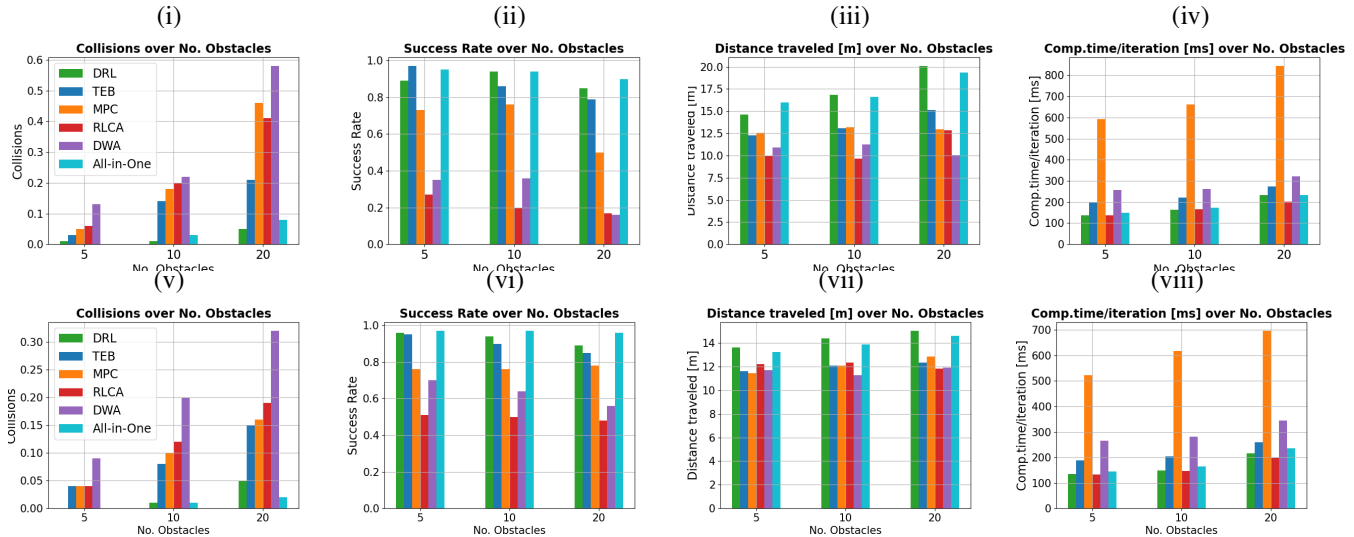 (i)
(ii)
(iii)
(iv)
Collisions over No. Obstacles
0.6
0.5
0.4
0.3
0.2
0.1
0.0
Collisions
DRL
TEB
MPC
RLCA
DWA
All-in-One
5
10
20
No. Obstacles
Success Rate over No. Obstacles
1.0
0.8
0.6
0.4
0.2
0.0
Success Rate
5
10
20
No. Obstacles
Distance traveled [m] over No. Obstacles
20.0
17.5
15.0
12.5
10.0
7.5
5.0
2.5
0.0
Distance traveled [m]
5
10
20
No. Obstacles
Comp.time/iteration [ms] over No. Obstacles
800
700
600
500
400
300
200
100
0
Comp.time/iteration [ms]
5
10
20
No. Obstacles
(v)
(vi)
(vii)
(viii)
Collisions over No. Obstacles
0.30
0.25
0.20
0.15
0.10
0.05
0.00
Collisions
DRL
TEB
MPC
RLCA
DWA
All-in-One
5
10
20
No. Obstacles
Success Rate over No. Obstacles
1.0
0.8
0.6
0.4
0.2
0.0
Success Rate
5
10
20
No. Obstacles
Distance traveled [m] over No. Obstacles
14
12
10
8
6
4
2
0
Distance traveled [m]
5
10
20
No. Obstacles
Comp.time/iteration [ms] over No. Obstacles
700
600
500
400
300
200
100
0
Comp.time/iteration [ms]
5
10
20
No. Obstacles